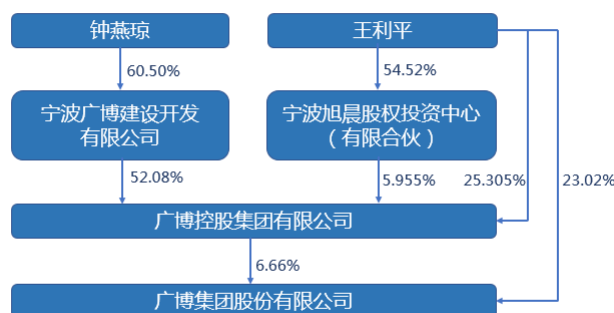 钟燕琼
王利平
60.50%
54.52%
宁波广博建设开发
有限公司
宁波旭晨股权投资中心
（有限合伙）
52.08%
5.955%
25.305%
23.02%
广博控股集团有限公司
6.66%
广博集团股份有限公司